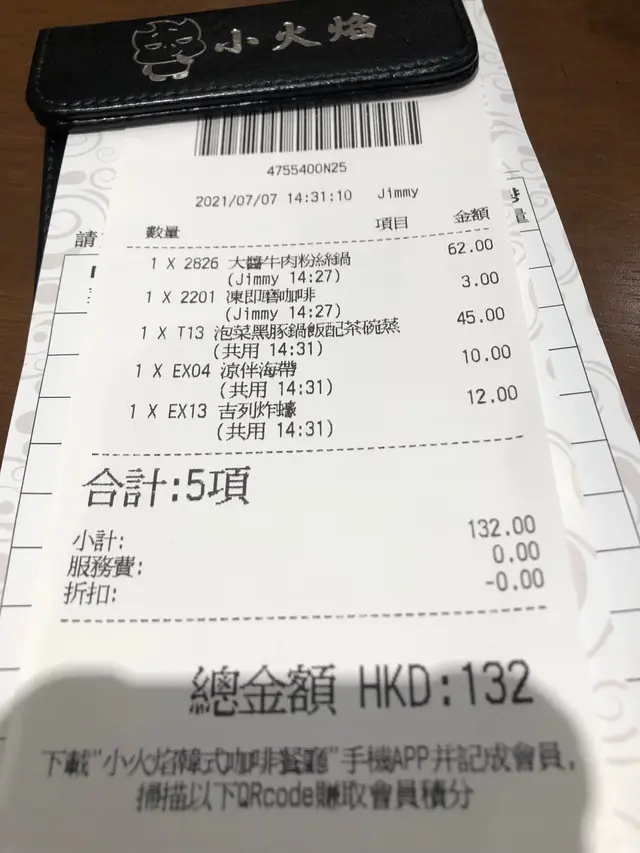 小火焰
4755400N25
2021/07/07 14:31:10 Jimmy
請
數量 項目 金額
量
1 X 2826 大醬牛肉粉絲鍋 62.00
(Jimmy 14:27)
1 X 2201 凍即磨咖啡 3.00
(Jimmy 14:27)
1 X T13 泡菜黑豚鍋飯配茶碗蒸 45.00
(共用 14:31)
1 X EX04 涼伴海帶 10.00
(共用 14:31)
1 X EX13 吉列炸蠔 12.00
(共用 14:31)
合計:5項
小計: 132.00
服務費: 0.00
折扣: -0.00
總金額 HKD:132
下載"小火焰韓式咖啡餐廳"手機APP并記成會員,
掃描以下QRcode賺取會員積分